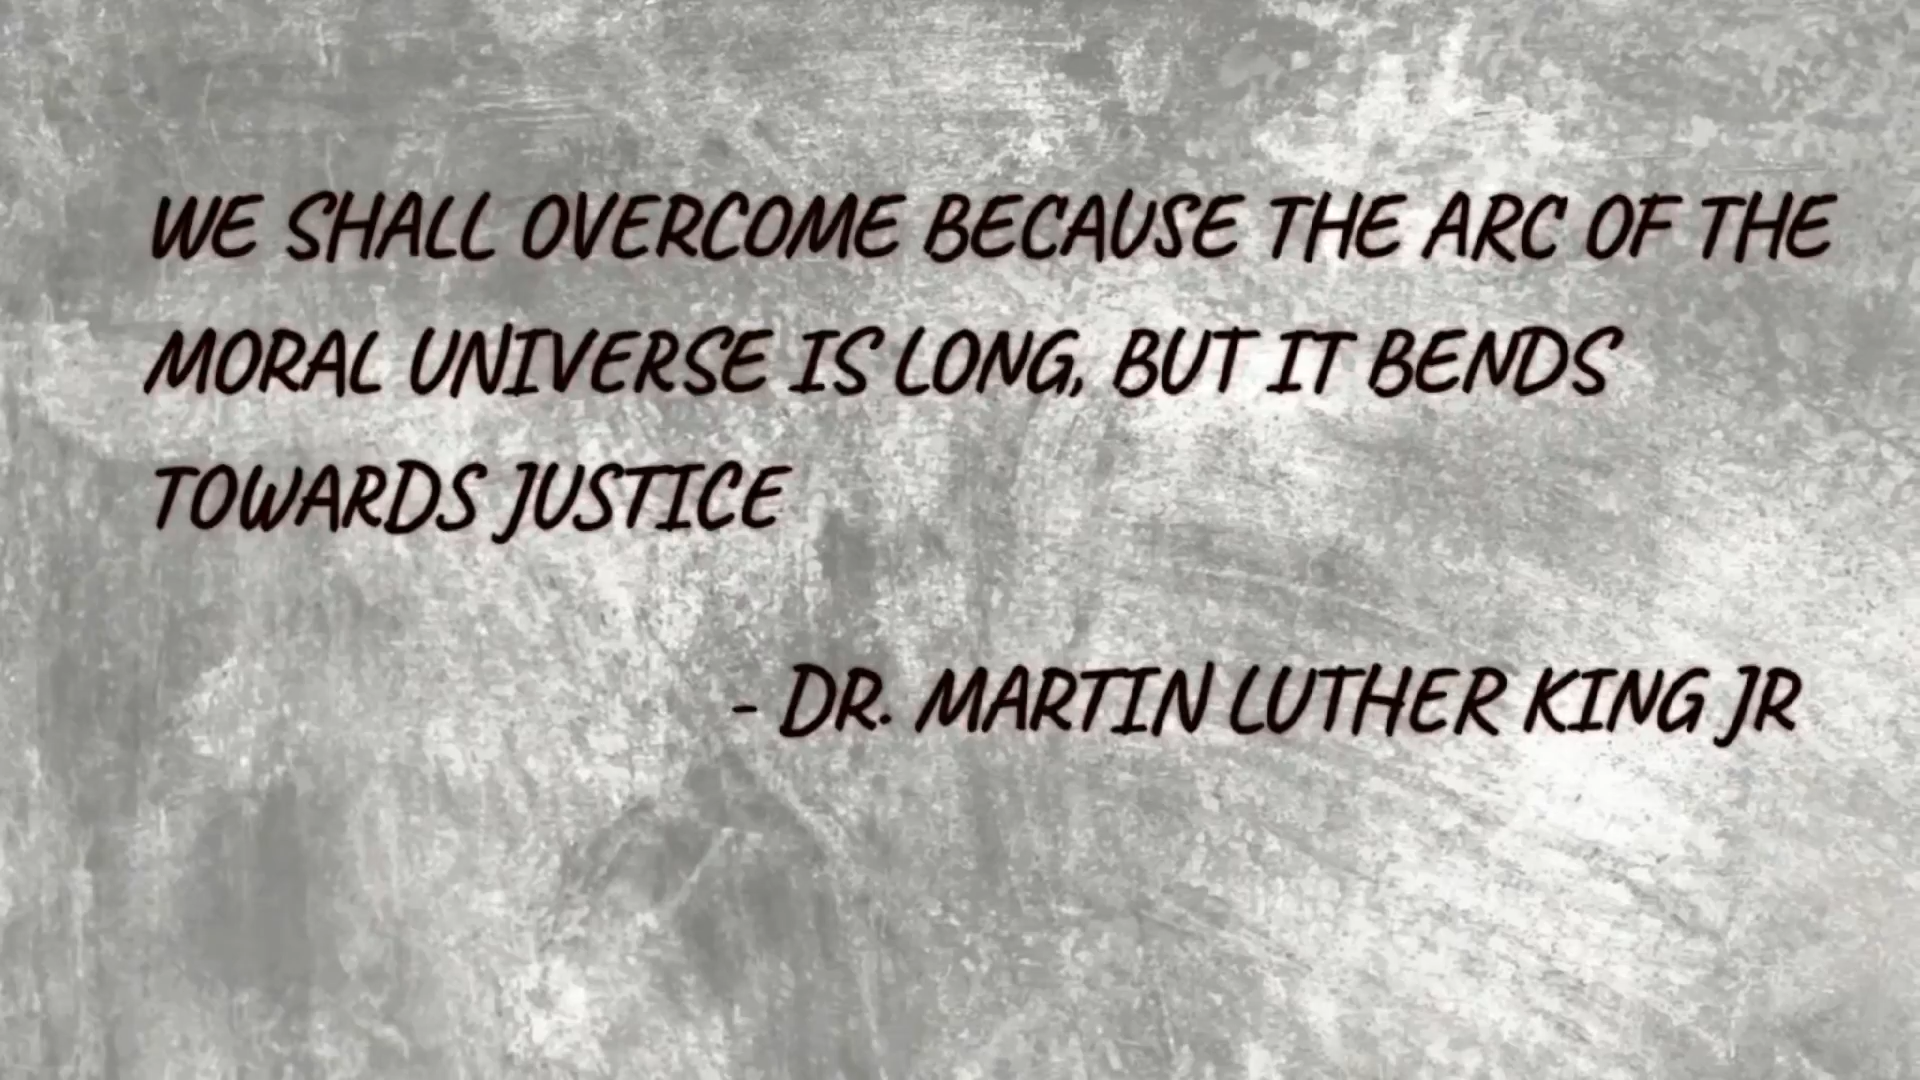 WE SHALL OVERCOME BECAUSE THE ARC OF THE
MORAL UNIVERSE IS LONG, BUT IT BENDS
TOWARDS JUSTICE
- DR. MARTIN LUTHER KING JR